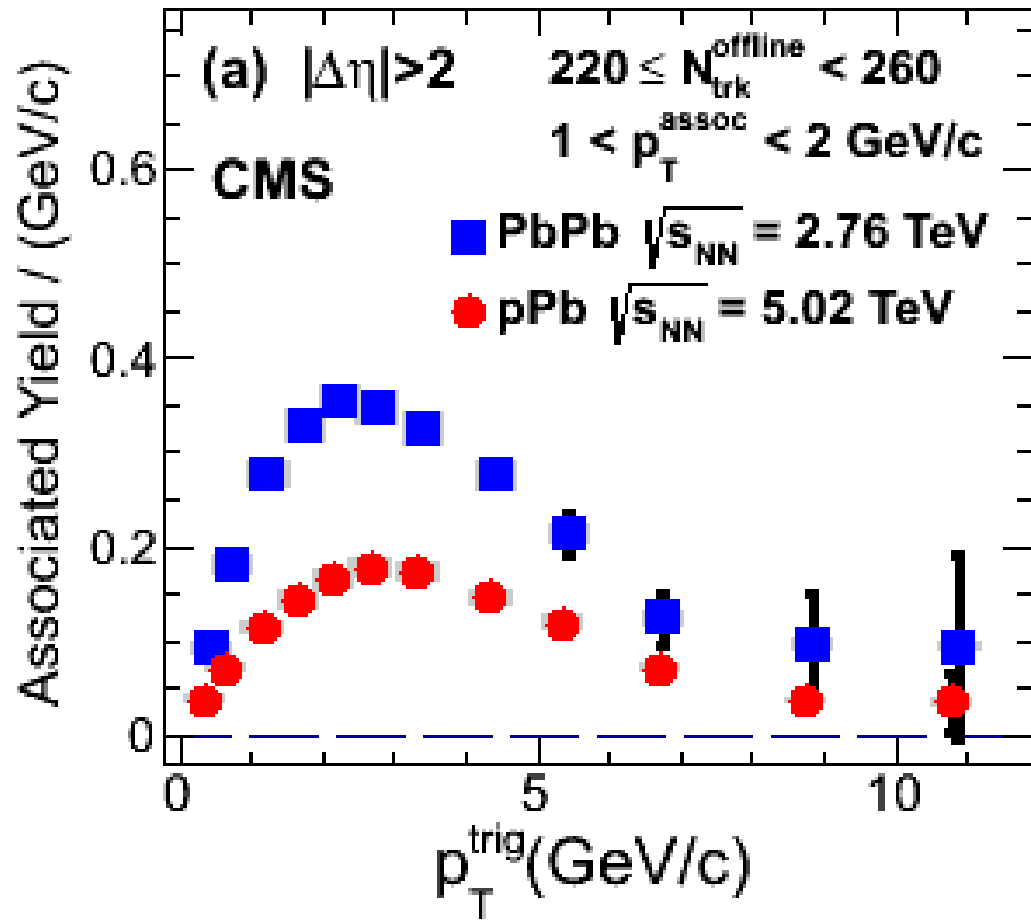 (a) |Δη|>2
220 ≤ N_trk^offline < 260
1 < p_T^assoc < 2 GeV/c
CMS
PbPb √s_NN = 2.76 TeV
pPb √s_NN = 5.02 TeV
Associated Yield / (GeV/c)
0.6
0.4
0.2
0
0 5 10
p_T^trig(GeV/c)